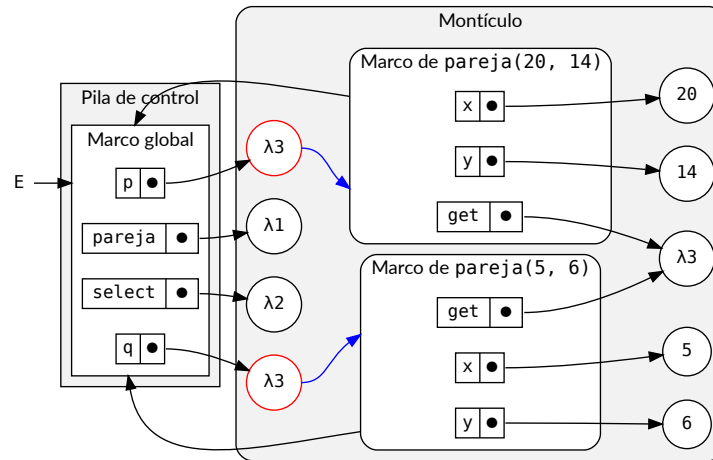 Montículo
Marco de pareja(20, 14)
x
20
y
14
get
λ3
Pila de control
Marco global
E
p
λ3
pareja
λ1
select
λ2
q
λ3
Marco de pareja(5, 6)
get
x
5
y
6